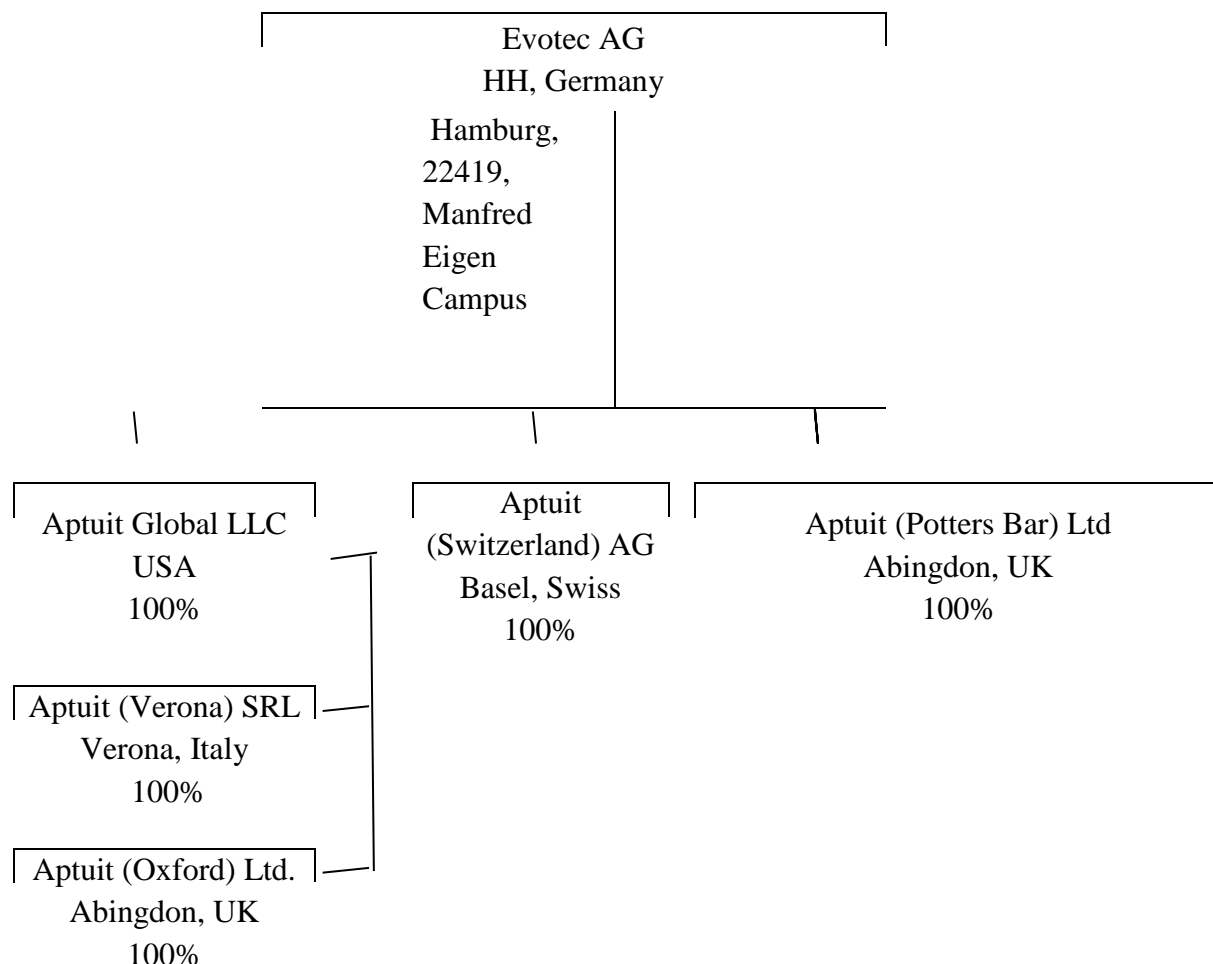 Evotec AG
HH, Germany
Hamburg,
22419,
Manfred
Eigen
Campus
Aptuit Global LLC
USA
100%
Aptuit
(Switzerland) AG
Basel, Swiss
100%
Aptuit (Potters Bar) Ltd
Abingdon, UK
100%
Aptuit (Verona) SRL
Verona, Italy
100%
Aptuit (Oxford) Ltd.
Abingdon, UK
100%